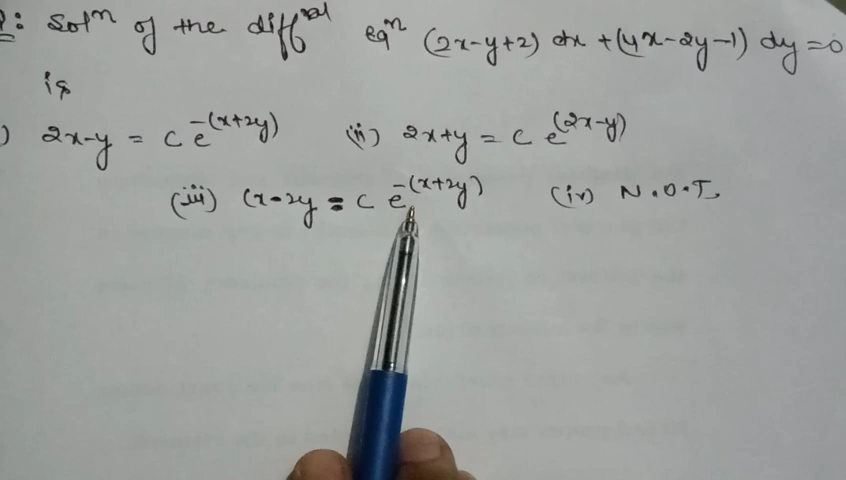 : Solⁿ of the diffⁿᵃˡ eqⁿ (2x-y+2) dx + (4x-2y-1) dy = 0
is
) 2x-y = c e^-(x+2y) (ii) 2x+y = c e^(2x-y)
(iii) (x-2y = c e^-(x+2y) (iv) N.O.T.